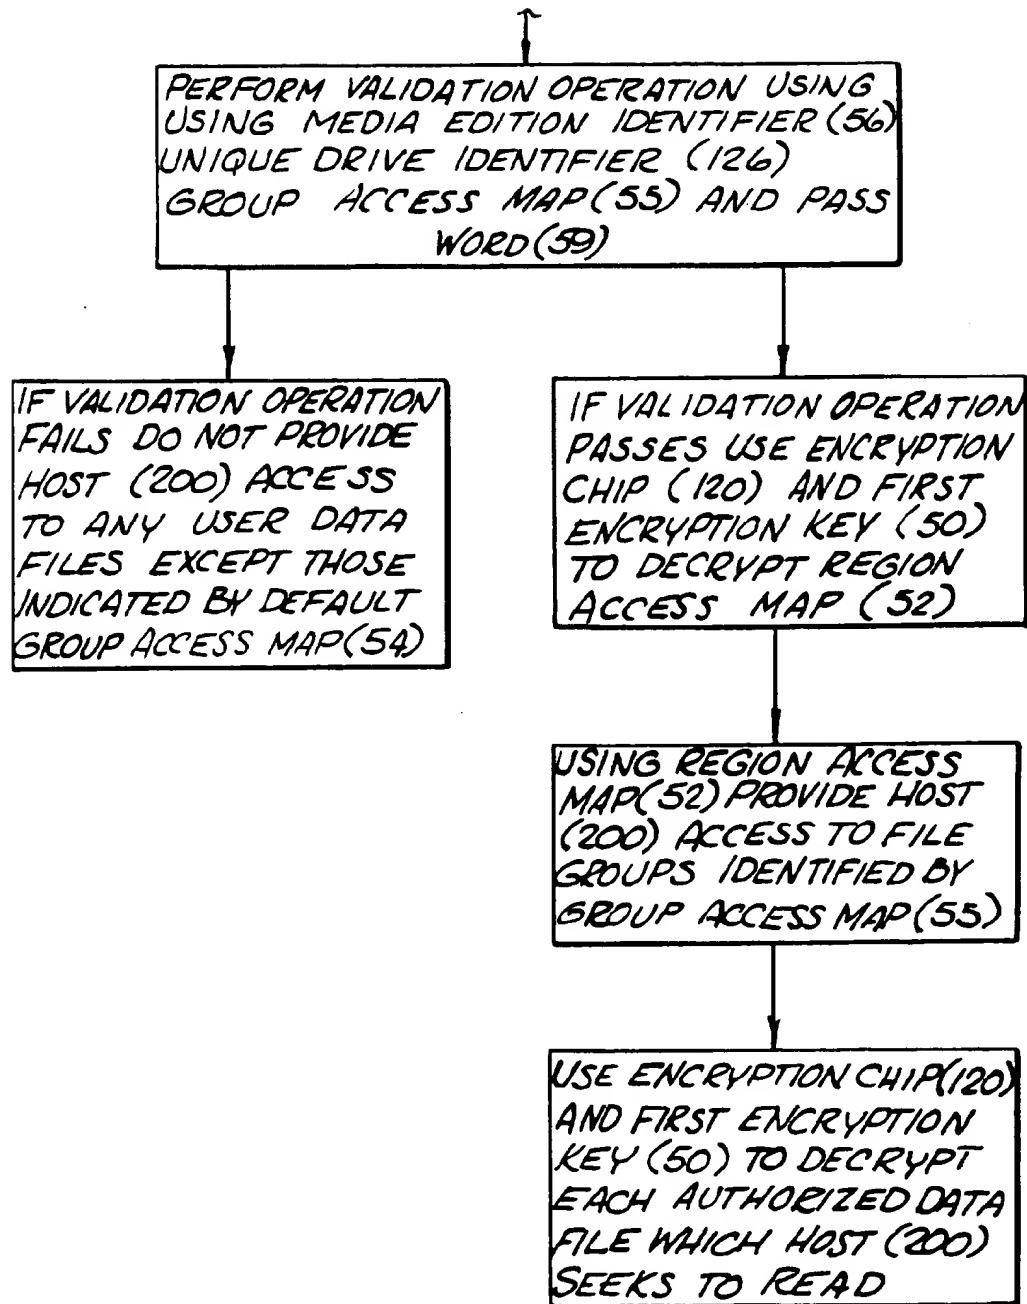 PERFORM VALIDATION OPERATION USING
USING MEDIA EDITION IDENTIFIER (56)
UNIQUE DRIVE IDENTIFIER (126)
GROUP ACCESS MAP (55) AND PASS
WORD (59)
IF VALIDATION OPERATION
FAILS DO NOT PROVIDE
HOST (200) ACCESS
TO ANY USER DATA
FILES EXCEPT THOSE
INDICATED BY DEFAULT
GROUP ACCESS MAP (54)
IF VALIDATION OPERATION
PASSES USE ENCRYPTION
CHIP (120) AND FIRST
ENCRYPTION KEY (50)
TO DECRYPT REGION
ACCESS MAP (52)
USING REGION ACCESS
MAP (52) PROVIDE HOST
(200) ACCESS TO FILE
GROUPS IDENTIFIED BY
GROUP ACCESS MAP (55)
USE ENCRYPTION CHIP (120)
AND FIRST ENCRYPTION
KEY (50) TO DECRYPT
EACH AUTHORIZED DATA
FILE WHICH HOST (200)
SEEKS TO READ